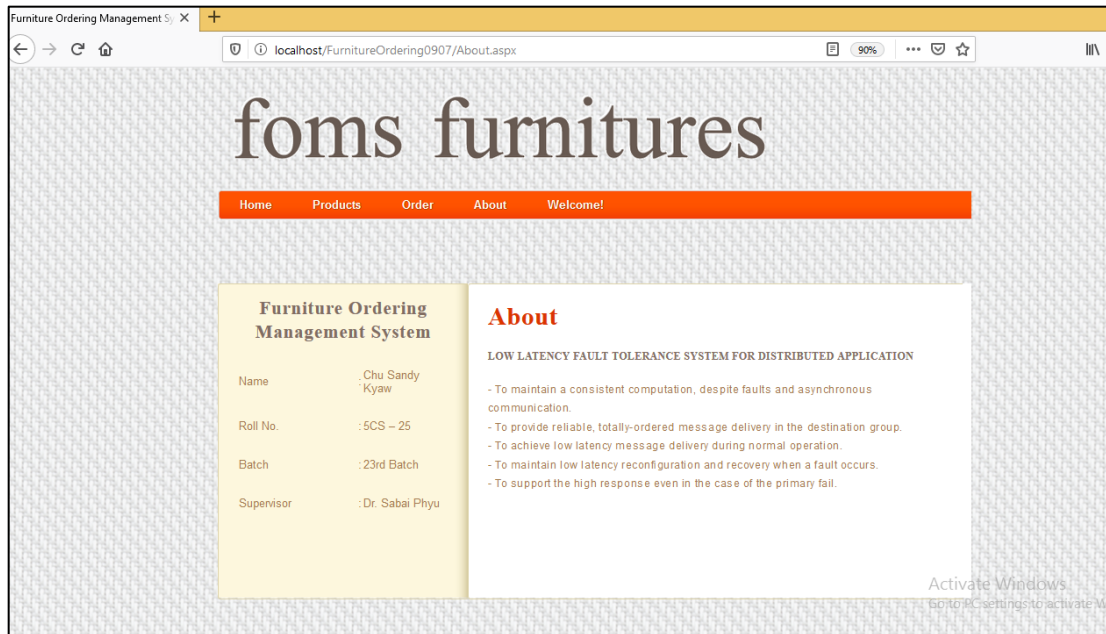 Furniture Ordering Management Sy
localhost/FurnitureOrdering0907/About.aspx
90%
foms furnitures
Home Products Order About Welcome!
Furniture Ordering
Management System
Name : Chu Sandy
Kyaw
Roll No. : 5CS – 25
Batch : 23rd Batch
Supervisor : Dr. Sabai Phyu
About
LOW LATENCY FAULT TOLERANCE SYSTEM FOR DISTRIBUTED APPLICATION
- To maintain a consistent computation, despite faults and asynchronous
communication.
- To provide reliable, totally-ordered message delivery in the destination group.
- To achieve low latency message delivery during normal operation.
- To maintain low latency reconfiguration and recovery when a fault occurs.
- To support the high response even in the case of the primary fail.
Activate Windows
Go to PC settings to activate W